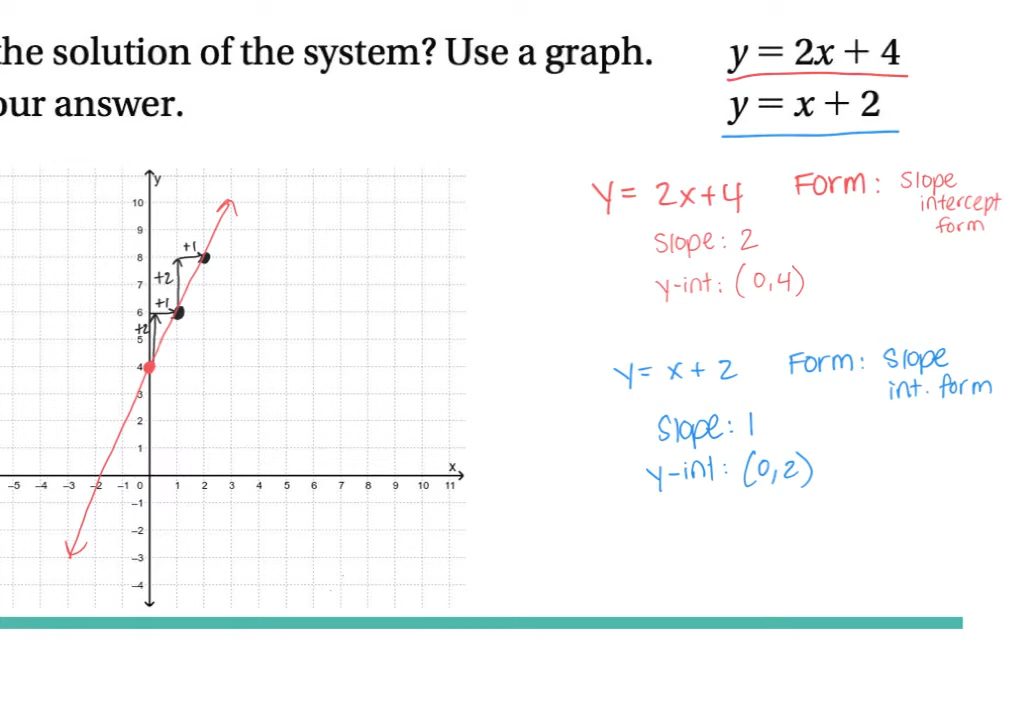 the solution of the system? Use a graph.
our answer.
y = 2x + 4
y = x + 2
y
10
9
8
7
6
5
4
3
2
1
x
-5 -4 -3 -2 -1 0 1 2 3 4 5 6 7 8 9 10 11
-1
-2
-3
-4
+1
+2
+1
+2
y = 2x+4 Form: Slope
intercept
form
Slope: 2
y-int: (0,4)
y = x + 2 Form: Slope
int. form
Slope: 1
y-int: (0,2)